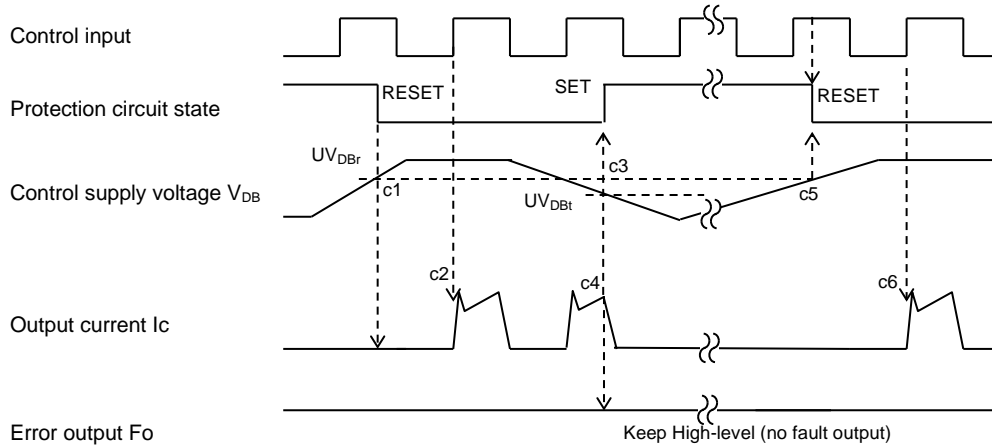 Control input
Protection circuit state
RESET
SET
RESET
UVDBr
c1
c3
c5
Control supply voltage VDB
UVDBt
c2
c4
c6
Output current Ic
Error output Fo
Keep High-level (no fault output)